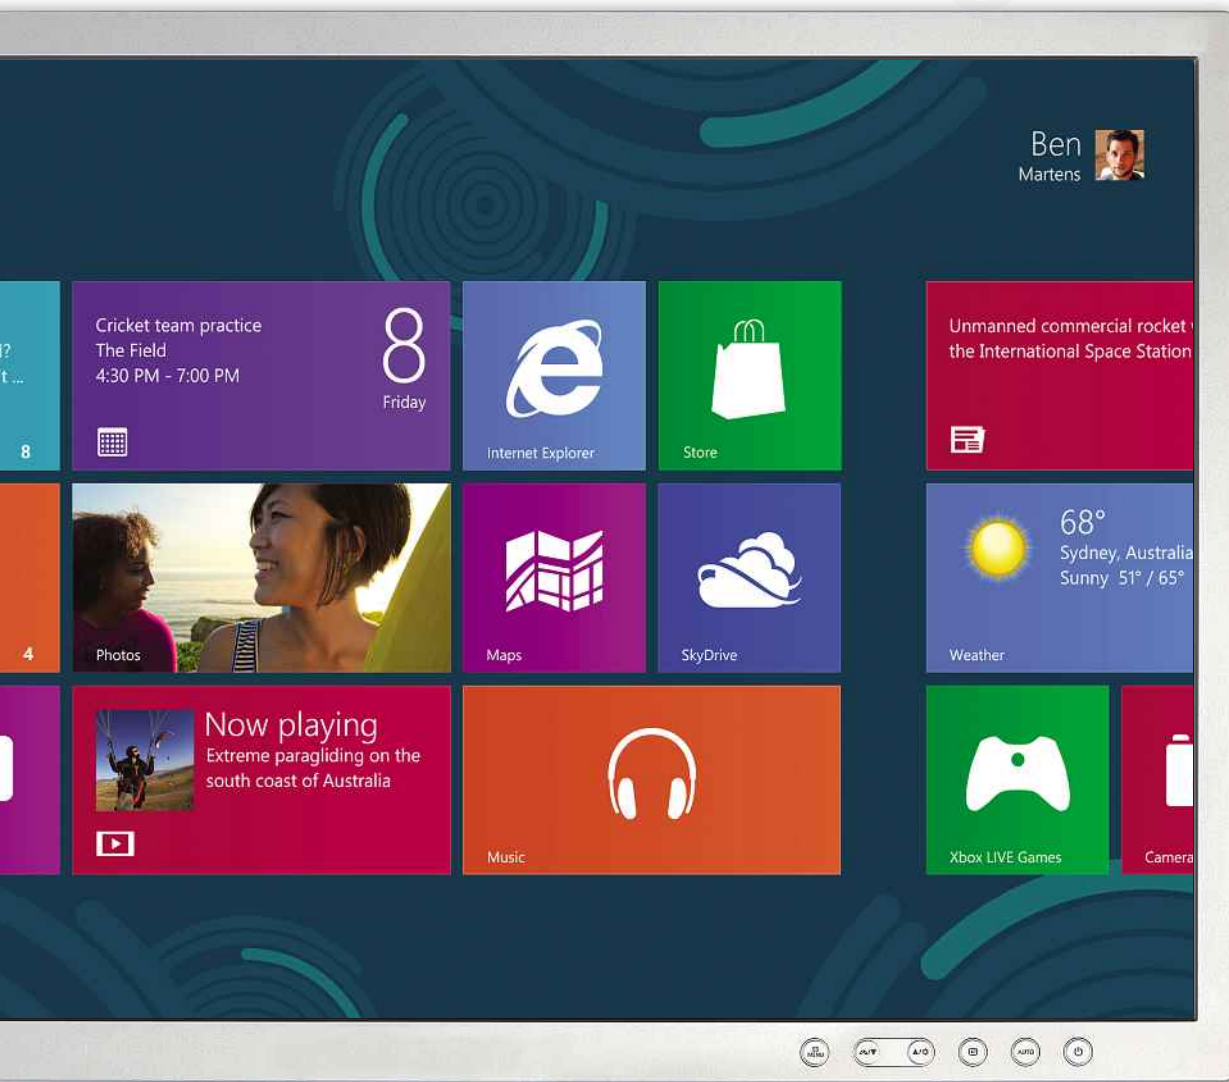 Ben
Martens
l?
't ...
8
Cricket team practice
The Field
4:30 PM - 7:00 PM
8
Friday
Internet Explorer
Store
Unmanned commercial rocket
the International Space Station
4
Photos
Maps
SkyDrive
68°
Sydney, Australia
Sunny 51° / 65°
Weather
Now playing
Extreme paragliding on the
south coast of Australia
Music
Xbox LIVE Games
Camera
MENU
AUTO